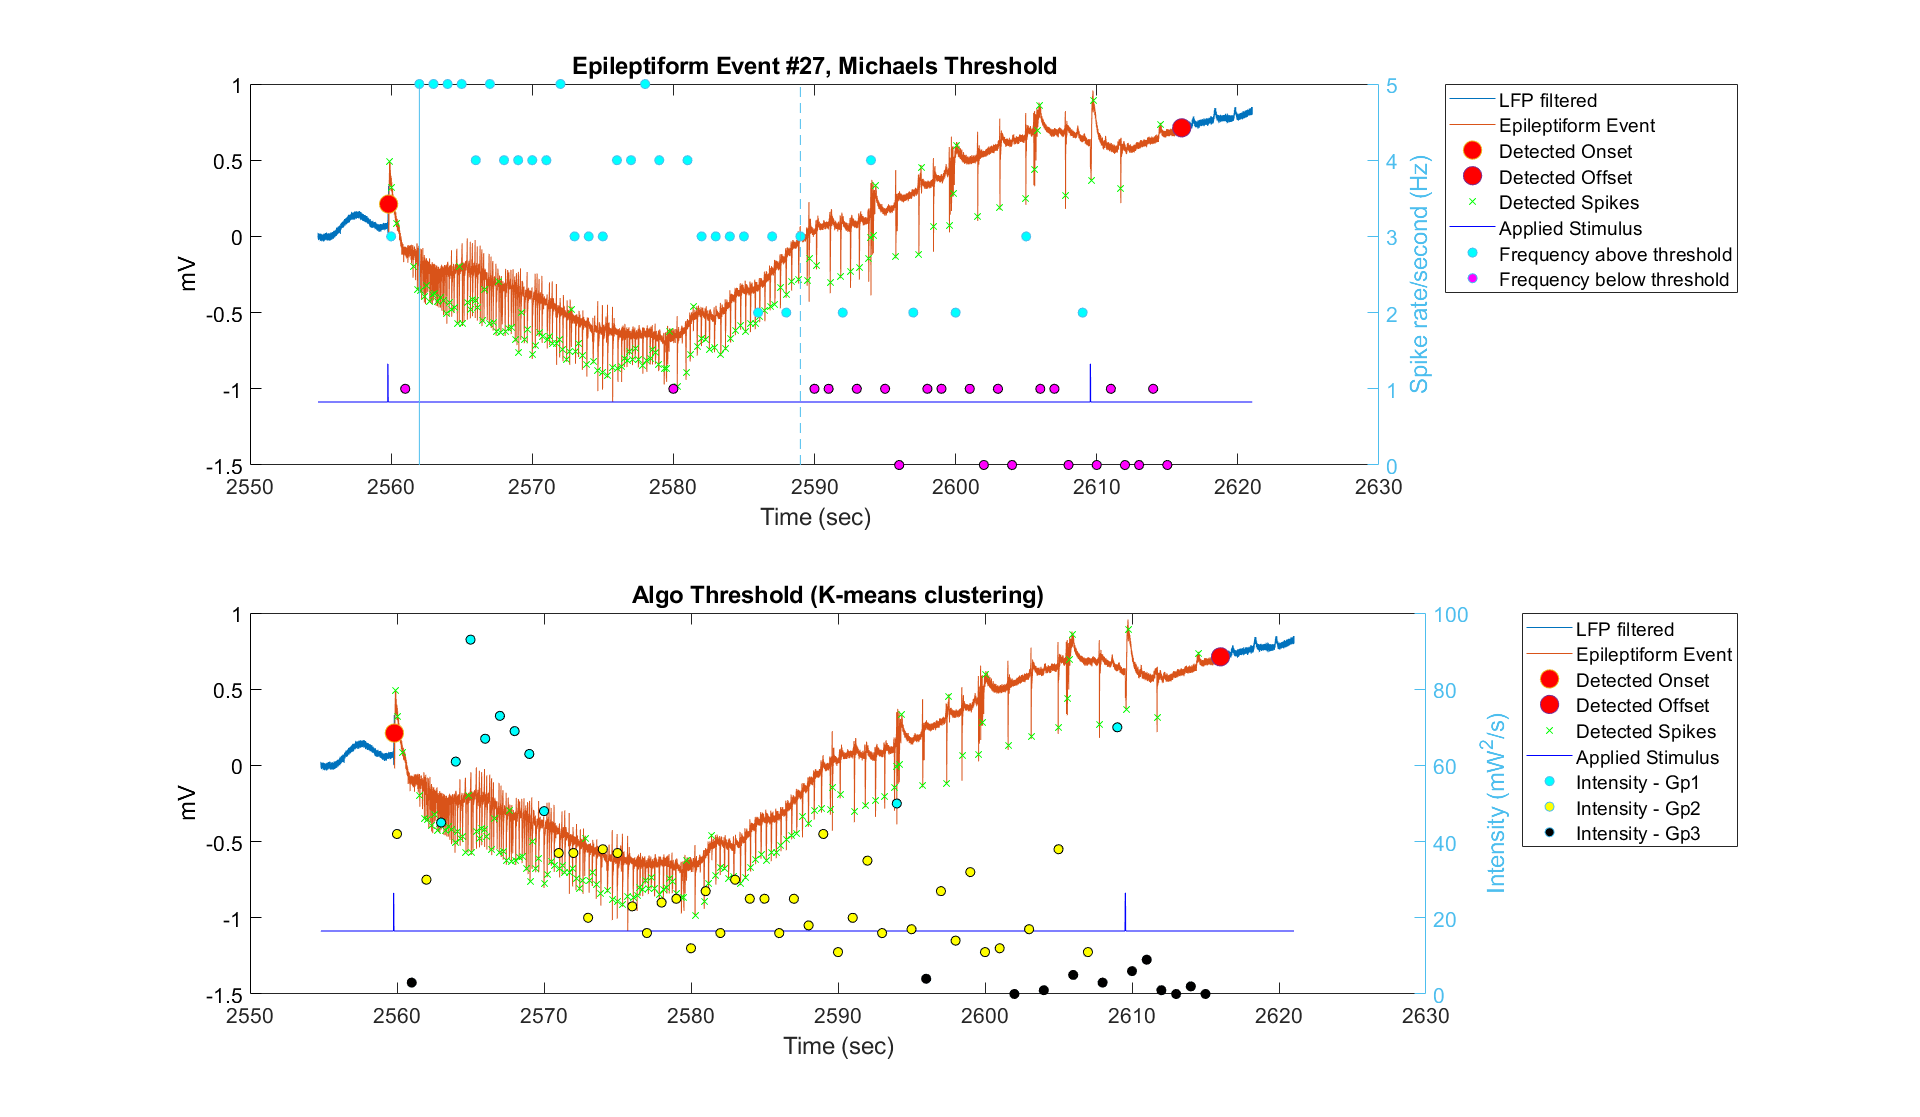 Epileptiform Event #27, Michaels Threshold
1
0.5
0
-0.5
-1
-1.5
mV
2550
2560
2570
2580
2590
2600
2610
2620
2630
Time (sec)
5
4
3
2
1
0
Spike rate/second (Hz)
LFP filtered
Epileptiform Event
Detected Onset
Detected Offset
Detected Spikes
Applied Stimulus
Frequency above threshold
Frequency below threshold
Algo Threshold (K-means clustering)
1
0.5
0
-0.5
-1
-1.5
mV
2550
2560
2570
2580
2590
2600
2610
2620
2630
Time (sec)
100
80
60
40
20
0
Intensity (mW²/s)
LFP filtered
Epileptiform Event
Detected Onset
Detected Offset
Detected Spikes
Applied Stimulus
Intensity - Gp1
Intensity - Gp2
Intensity - Gp3